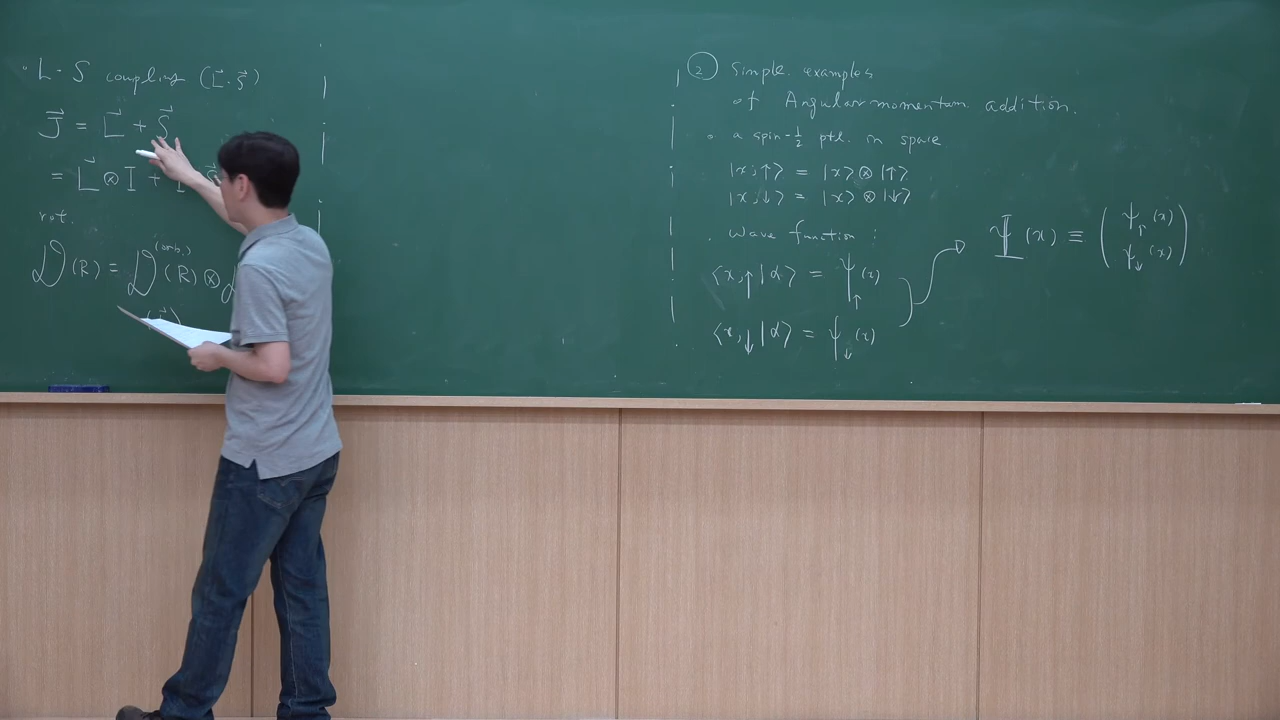 · L · S coupling (L⃗·S⃗)
J⃗ = L⃗ + S⃗
= L⃗ ⊗ I + I
rot.
𝒟(R) = 𝒟^(orb.)(R) ⊗
② Simple examples
of Angular momentum addition.
◦ a spin-½ ptl. in space
|x;↑⟩ = |x⟩⊗|↑⟩
|x;↓⟩ = |x⟩⊗|↓⟩
. Wave function :
⟨x,↑|α⟩ = ψ↑(x)
⟨x,↓|α⟩ = ψ↓(x)
Ψ(x) ≡ (ψ↑(x)
ψ↓(x))